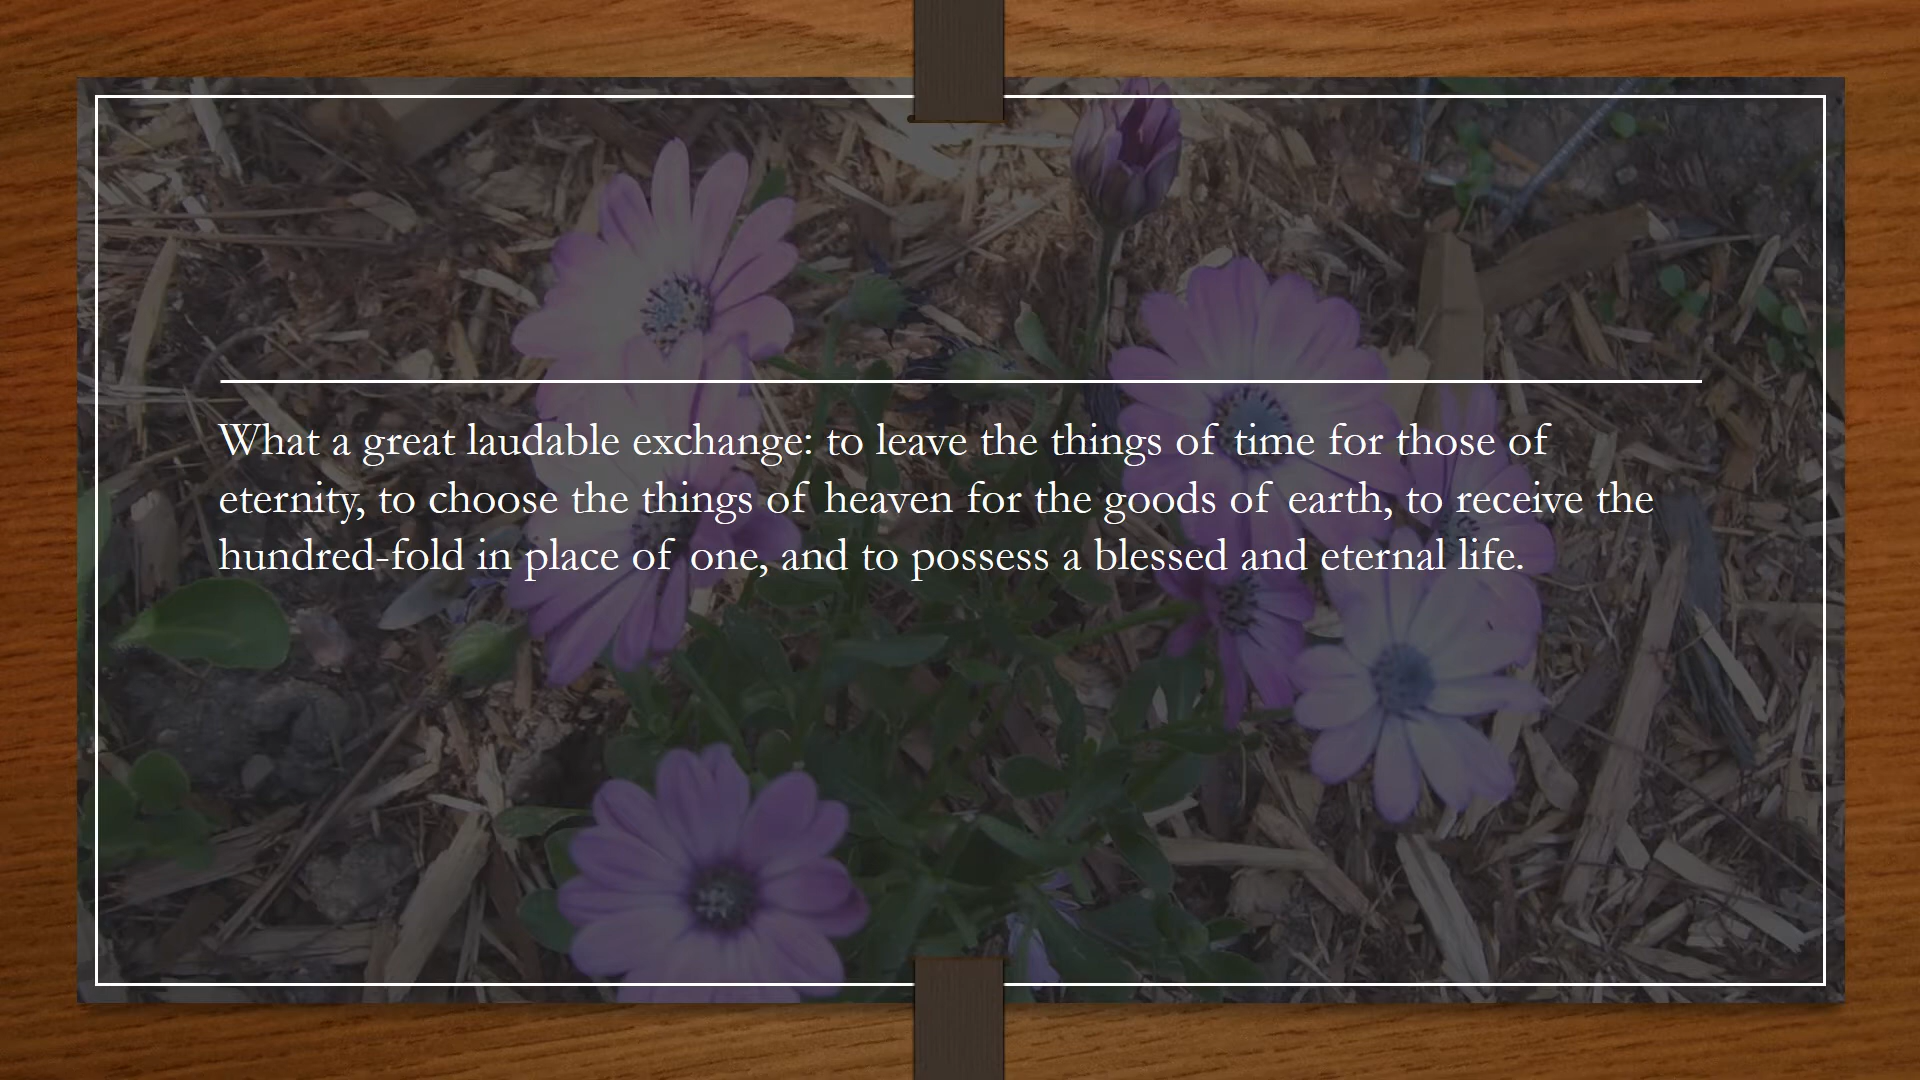 What a great laudable exchange: to leave the things of time for those of
eternity, to choose the things of heaven for the goods of earth, to receive the
hundred-fold in place of one, and to possess a blessed and eternal life.